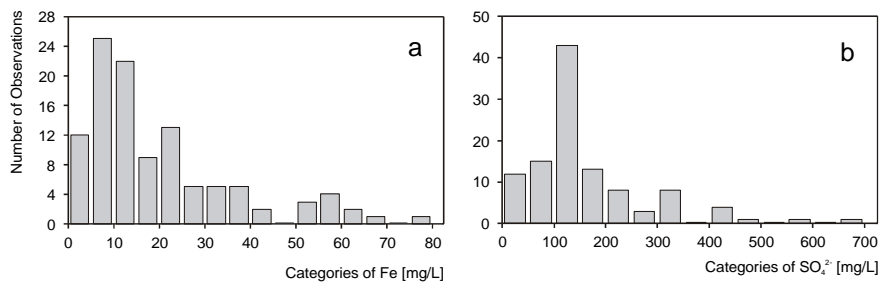 Number of Observations
28
24
20
16
12
8
4
0
0 10 20 30 40 50 60 70 80
Categories of Fe [mg/L]
a
50
40
30
20
10
0
0 100 200 300 400 500 600 700
Categories of SO₄²⁻ [mg/L]
b